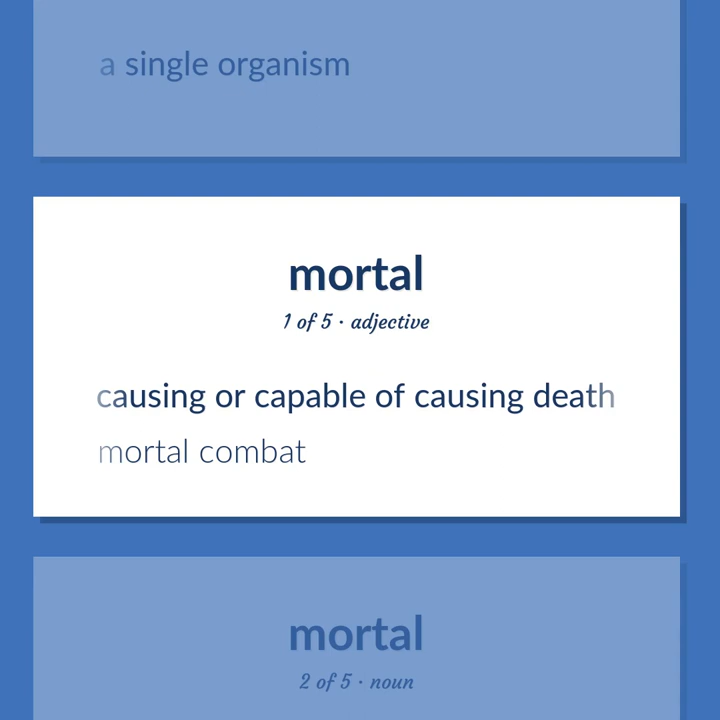 a single organism
mortal
1 of 5 · adjective
causing or capable of causing death
mortal combat
mortal
2 of 5 · noun